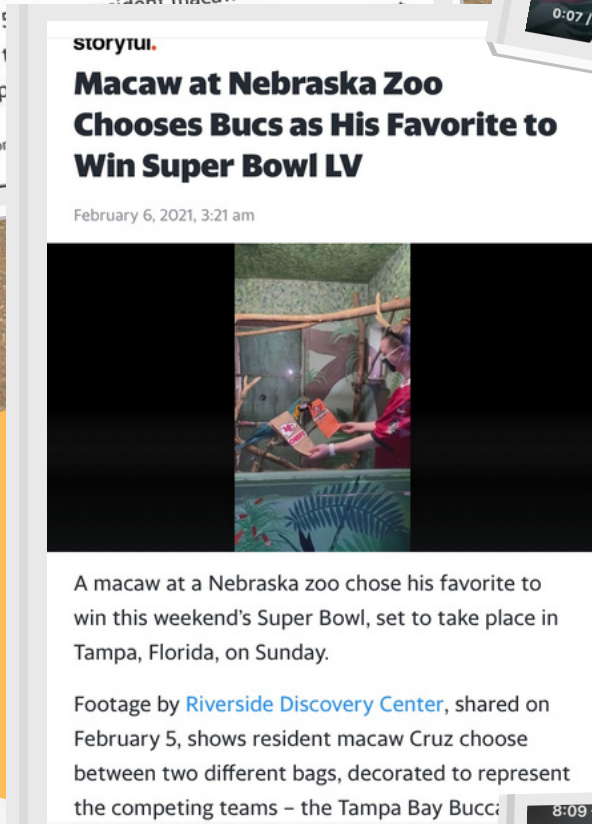 storyful.
Macaw at Nebraska Zoo
Chooses Bucs as His Favorite to
Win Super Bowl LV
February 6, 2021, 3:21 am
A macaw at a Nebraska zoo chose his favorite to
win this weekend's Super Bowl, set to take place in
Tampa, Florida, on Sunday.
Footage by Riverside Discovery Center, shared on
February 5, shows resident macaw Cruz choose
between two different bags, decorated to represent
the competing teams – the Tampa Bay Bucca
0:07 /
8:09